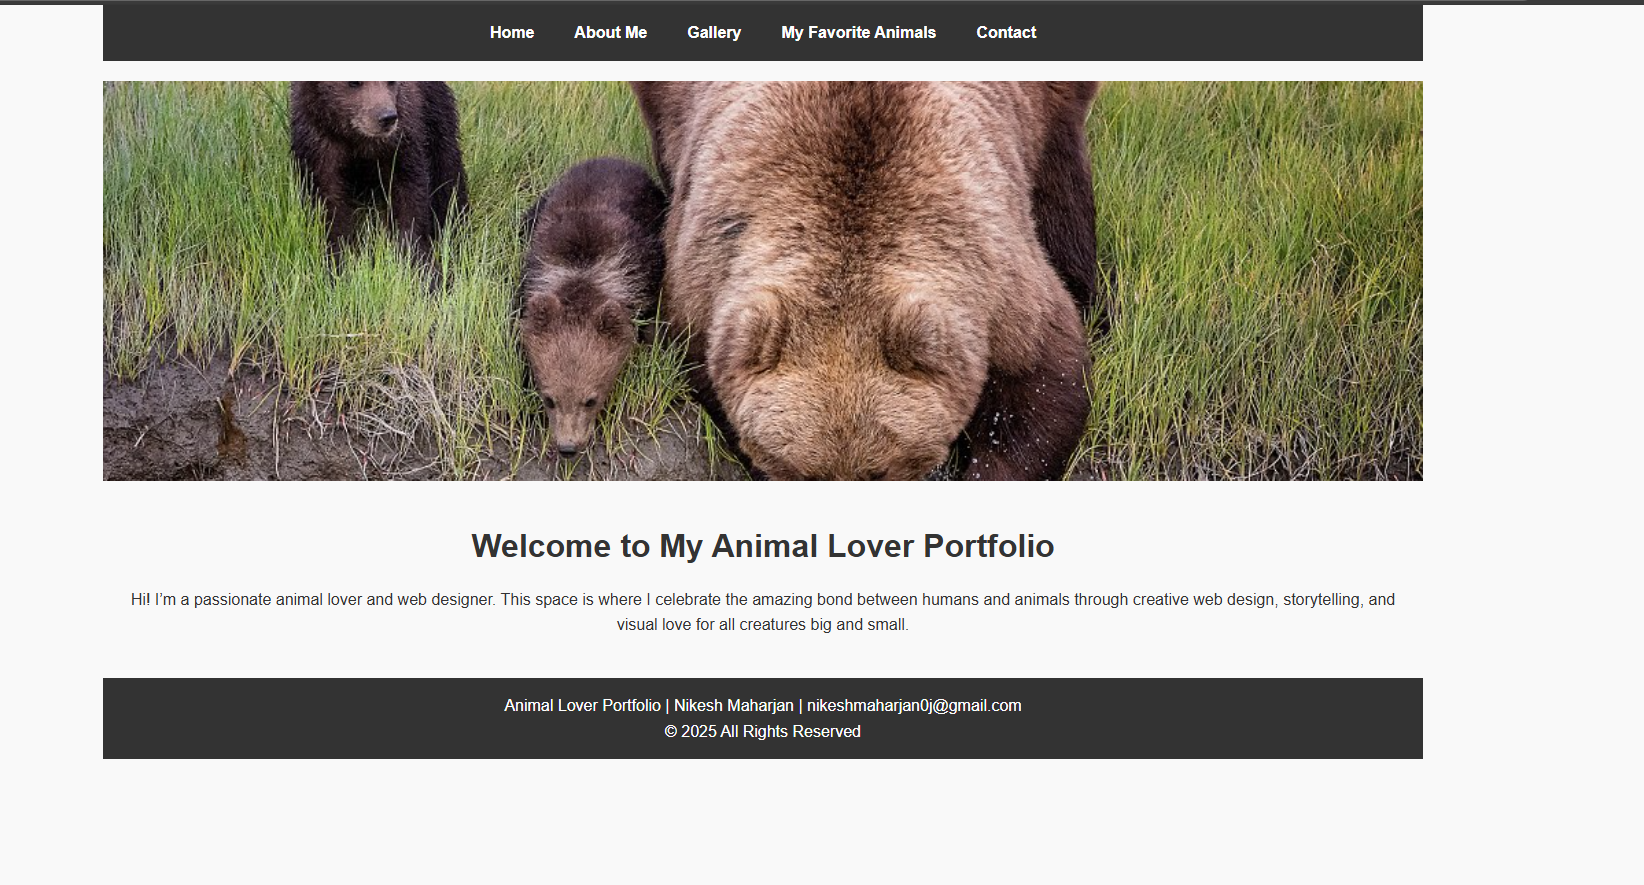 Home About Me Gallery My Favorite Animals Contact
Welcome to My Animal Lover Portfolio
Hi! I’m a passionate animal lover and web designer. This space is where I celebrate the amazing bond between humans and animals through creative web design, storytelling, and
visual love for all creatures big and small.
Animal Lover Portfolio | Nikesh Maharjan | nikeshmaharjan0j@gmail.com
© 2025 All Rights Reserved